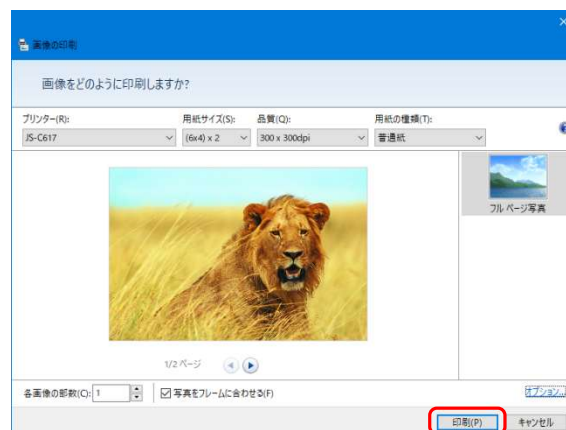 画像の印刷
画像をどのように印刷しますか?
プリンター(R): 用紙サイズ(S): 品質(Q): 用紙の種類(T):
JS-C617 (6x4) x 2 300 x 300dpi 普通紙
フル ページ写真
1/2 ページ
各画像の部数(C): 1 写真をフレームに合わせる(F) オプション...
印刷(P) キャンセル